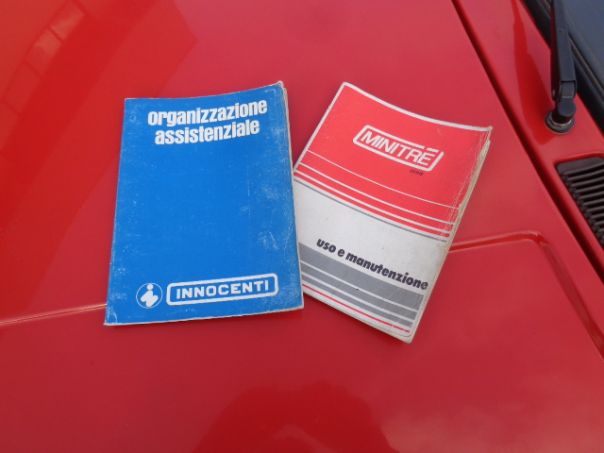 organizzazione
assistenziale
INNOCENTI
MINITRÉ
uso e manutenzione